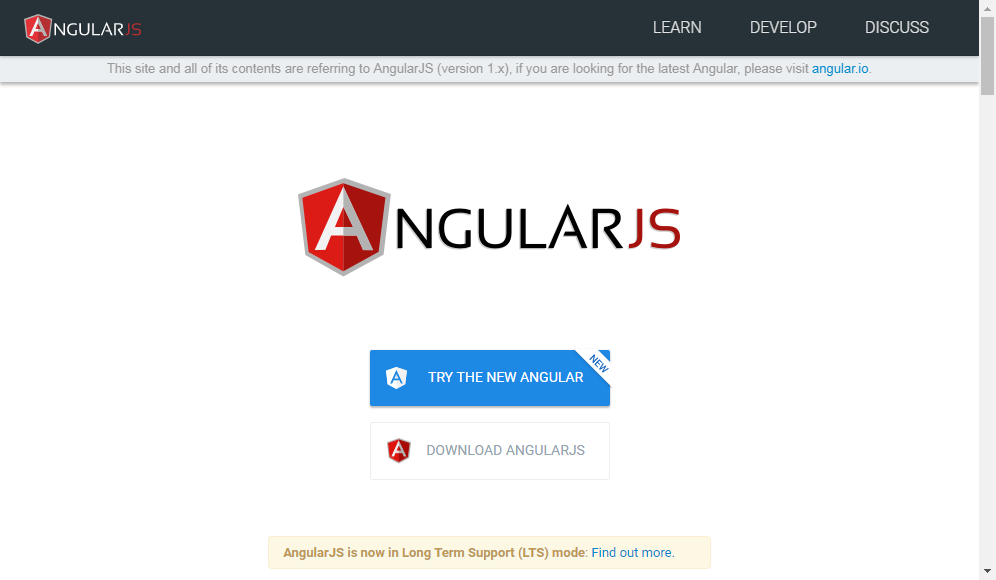 ANGULARJS
LEARN
DEVELOP
DISCUSS
This site and all of its contents are referring to AngularJS (version 1.x), if you are looking for the latest Angular, please visit angular.io.
ANGULARJS
TRY THE NEW ANGULAR
NEW
DOWNLOAD ANGULARJS
AngularJS is now in Long Term Support (LTS) mode: Find out more.